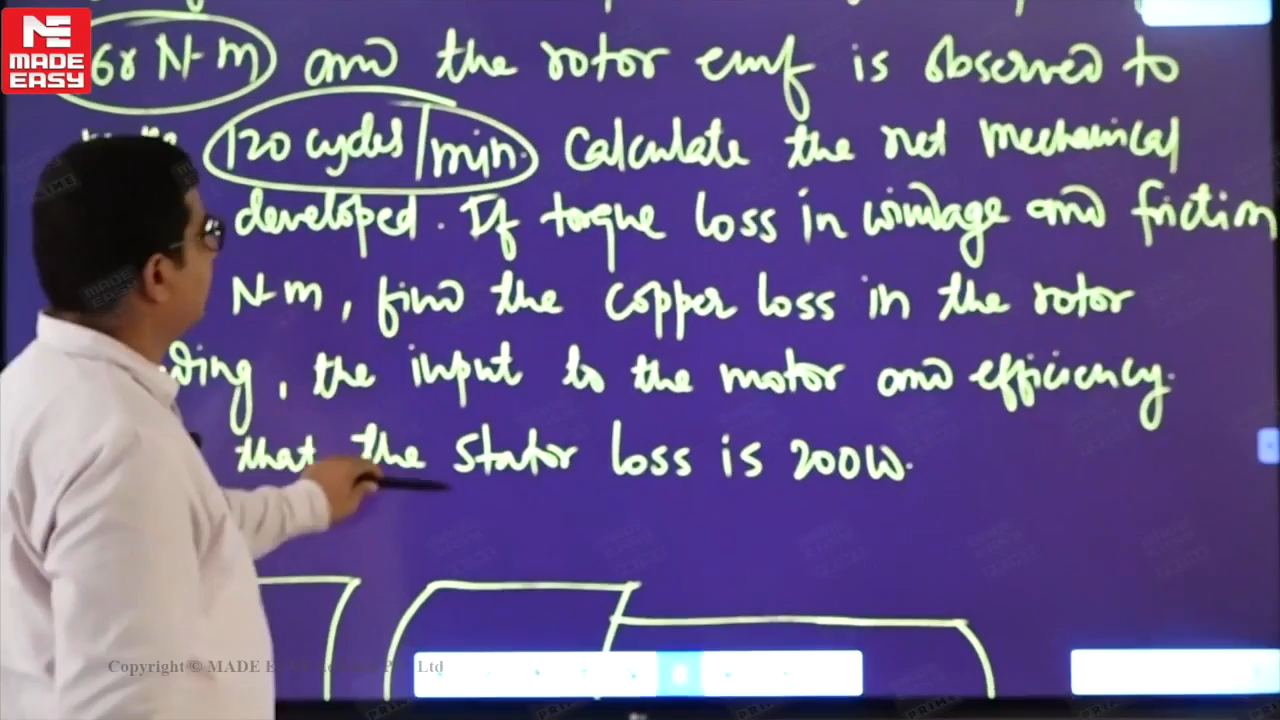 MADE EASY
68 N-m and the rotor emf is observed to
120 cycles/min. Calculate the net mechanical
developed. If torque loss in windage and friction
N-m, find the copper loss in the rotor
ding, the input to the motor and efficiency.
that the stator loss is 200W.
Copyright © MADE E
Ltd